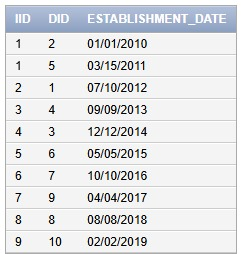 IID DID ESTABLISHMENT_DATE
1 2 01/01/2010
1 5 03/15/2011
2 1 07/10/2012
3 4 09/09/2013
4 3 12/12/2014
5 6 05/05/2015
6 7 10/10/2016
7 9 04/04/2017
8 8 08/08/2018
9 10 02/02/2019